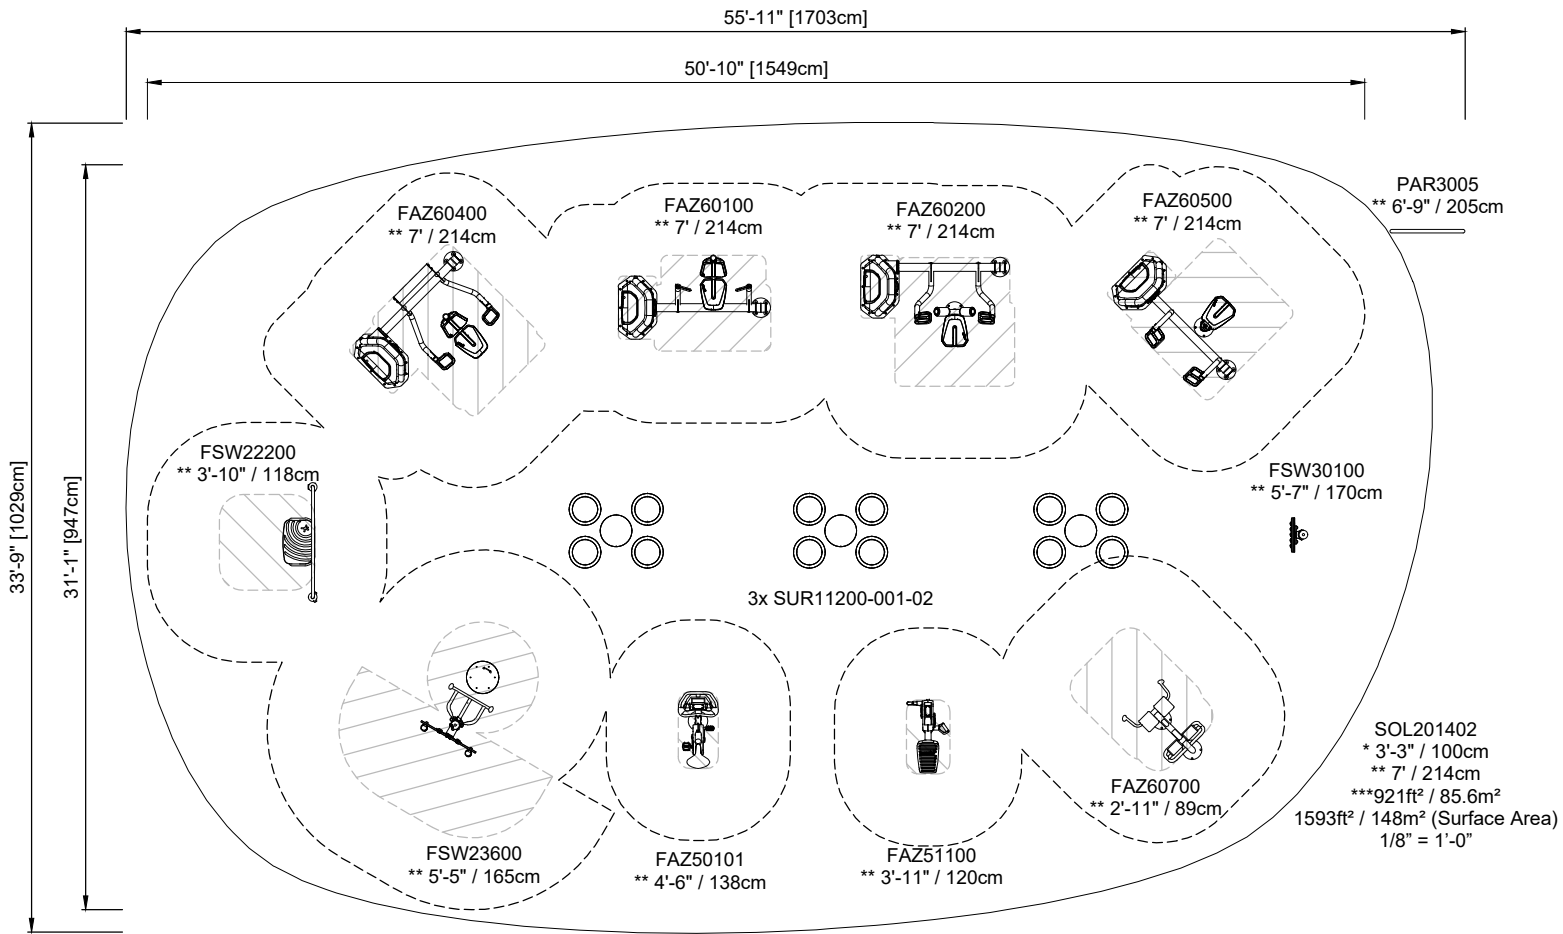 55'-11" [1703cm]
50'-10" [1549cm]
33'-9" [1029cm]
31'-1" [947cm]
PAR3005
** 6'-9" / 205cm
FAZ60400
** 7' / 214cm
FAZ60100
** 7' / 214cm
FAZ60200
** 7' / 214cm
FAZ60500
** 7' / 214cm
FSW22200
** 3'-10" / 118cm
FSW30100
** 5'-7" / 170cm
3x SUR11200-001-02
FSW23600
** 5'-5" / 165cm
FAZ50101
** 4'-6" / 138cm
FAZ51100
** 3'-11" / 120cm
FAZ60700
** 2'-11" / 89cm
SOL201402
* 3'-3" / 100cm
** 7' / 214cm
***921ft² / 85.6m²
1593ft² / 148m² (Surface Area)
1/8” = 1’-0”